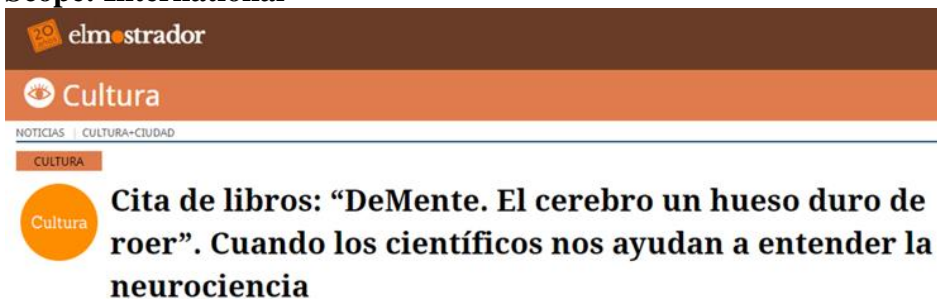 Scope: International
20 años
elmostrador
Cultura
NOTICIAS | CULTURA+CIUDAD
CULTURA
Cultura
Cita de libros: “DeMente. El cerebro un hueso duro de
roer”. Cuando los científicos nos ayudan a entender la
neurociencia